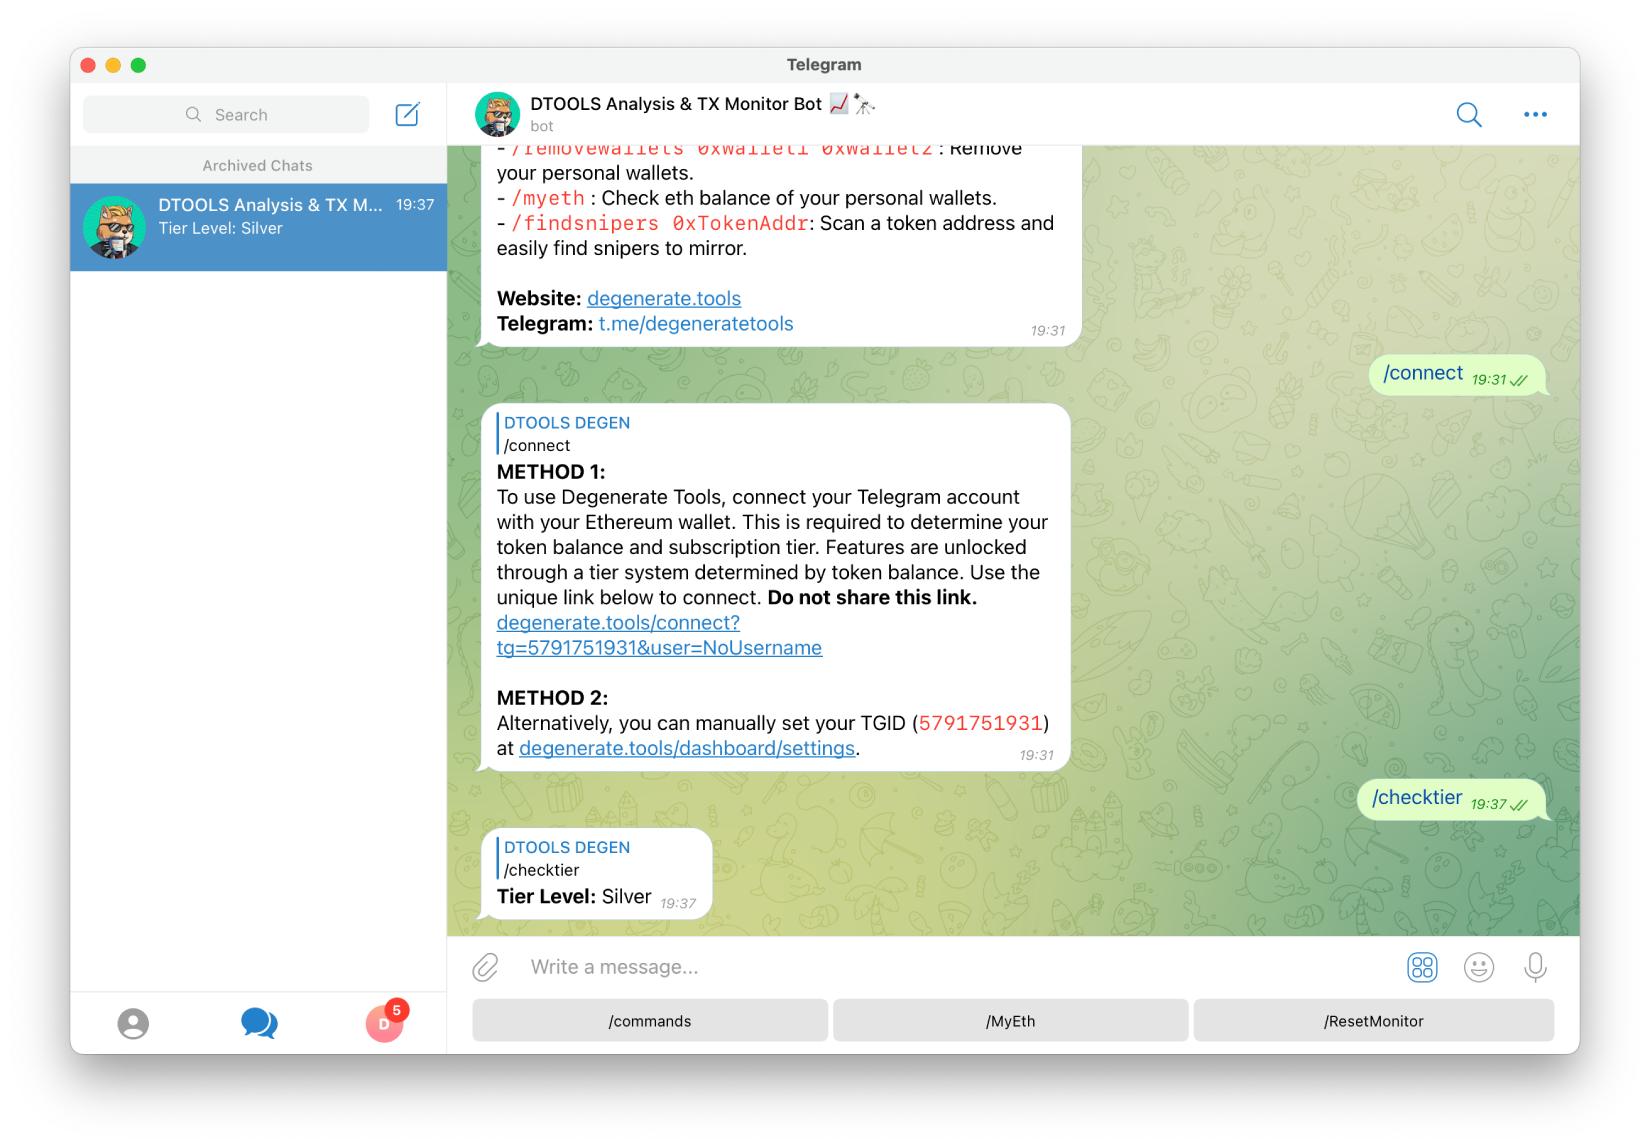 Telegram
Search
Archived Chats
DTOOLS Analysis & TX M... 19:37
Tier Level: Silver
5
D
DTOOLS Analysis & TX Monitor Bot 📈🔭
bot
- /removewallets 0xWallet1 0xWallet2 : Remove
your personal wallets.
- /myeth : Check eth balance of your personal wallets.
- /findsnipers 0xTokenAddr: Scan a token address and
easily find snipers to mirror.
Website: degenerate.tools
Telegram: t.me/degeneratetools
19:31
/connect 19:31
DTOOLS DEGEN
/connect
METHOD 1:
To use Degenerate Tools, connect your Telegram account
with your Ethereum wallet. This is required to determine your
token balance and subscription tier. Features are unlocked
through a tier system determined by token balance. Use the
unique link below to connect. Do not share this link.
degenerate.tools/connect?
tg=5791751931&user=NoUsername
METHOD 2:
Alternatively, you can manually set your TGID (5791751931)
at degenerate.tools/dashboard/settings.
19:31
/checktier 19:37
DTOOLS DEGEN
/checktier
Tier Level: Silver 19:37
Write a message...
/commands
/MyEth
/ResetMonitor